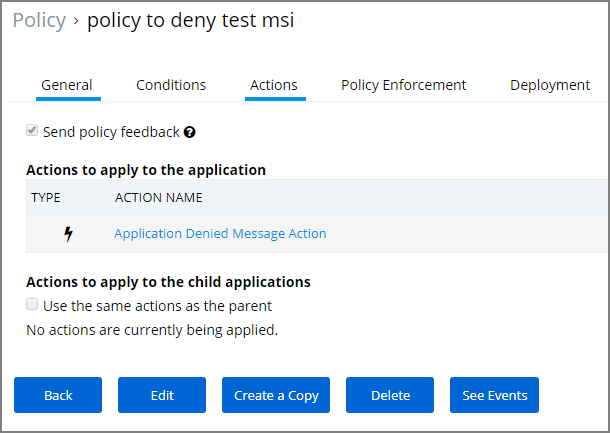 Policy › policy to deny test msi
General Conditions Actions Policy Enforcement Deployment
Send policy feedback ?
Actions to apply to the application
TYPE ACTION NAME
Application Denied Message Action
Actions to apply to the child applications
Use the same actions as the parent
No actions are currently being applied.
Back Edit Create a Copy Delete See Events